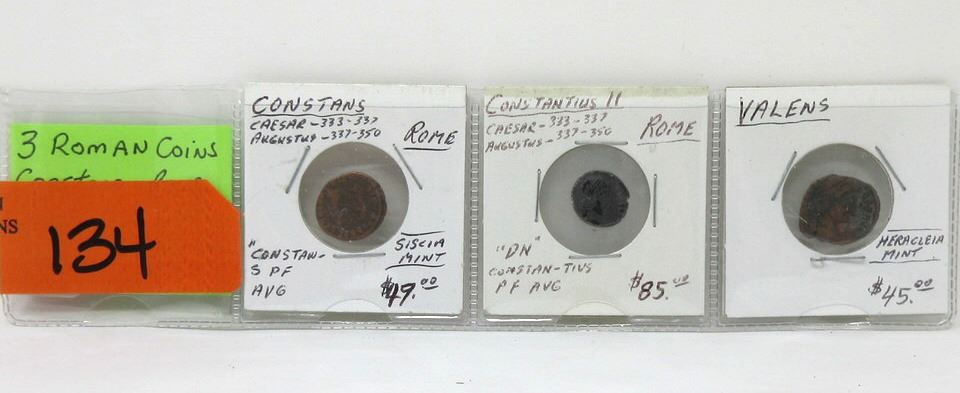 3 ROMAN COINS
N
NS
134
CONSTANS
CAESAR-333-337
AUGUSTUS-337-350
ROME
"CONSTAN-
S PF
AVG
SISCIA
MINT
$49.00
CONSTANTIUS II
CAESAR-333-337
AUGUSTUS-337-350
ROME
"DN"
CONSTAN-TIUS
PF AVG
$85.00
VALENS
HERACLEIA
MINT
$45.00